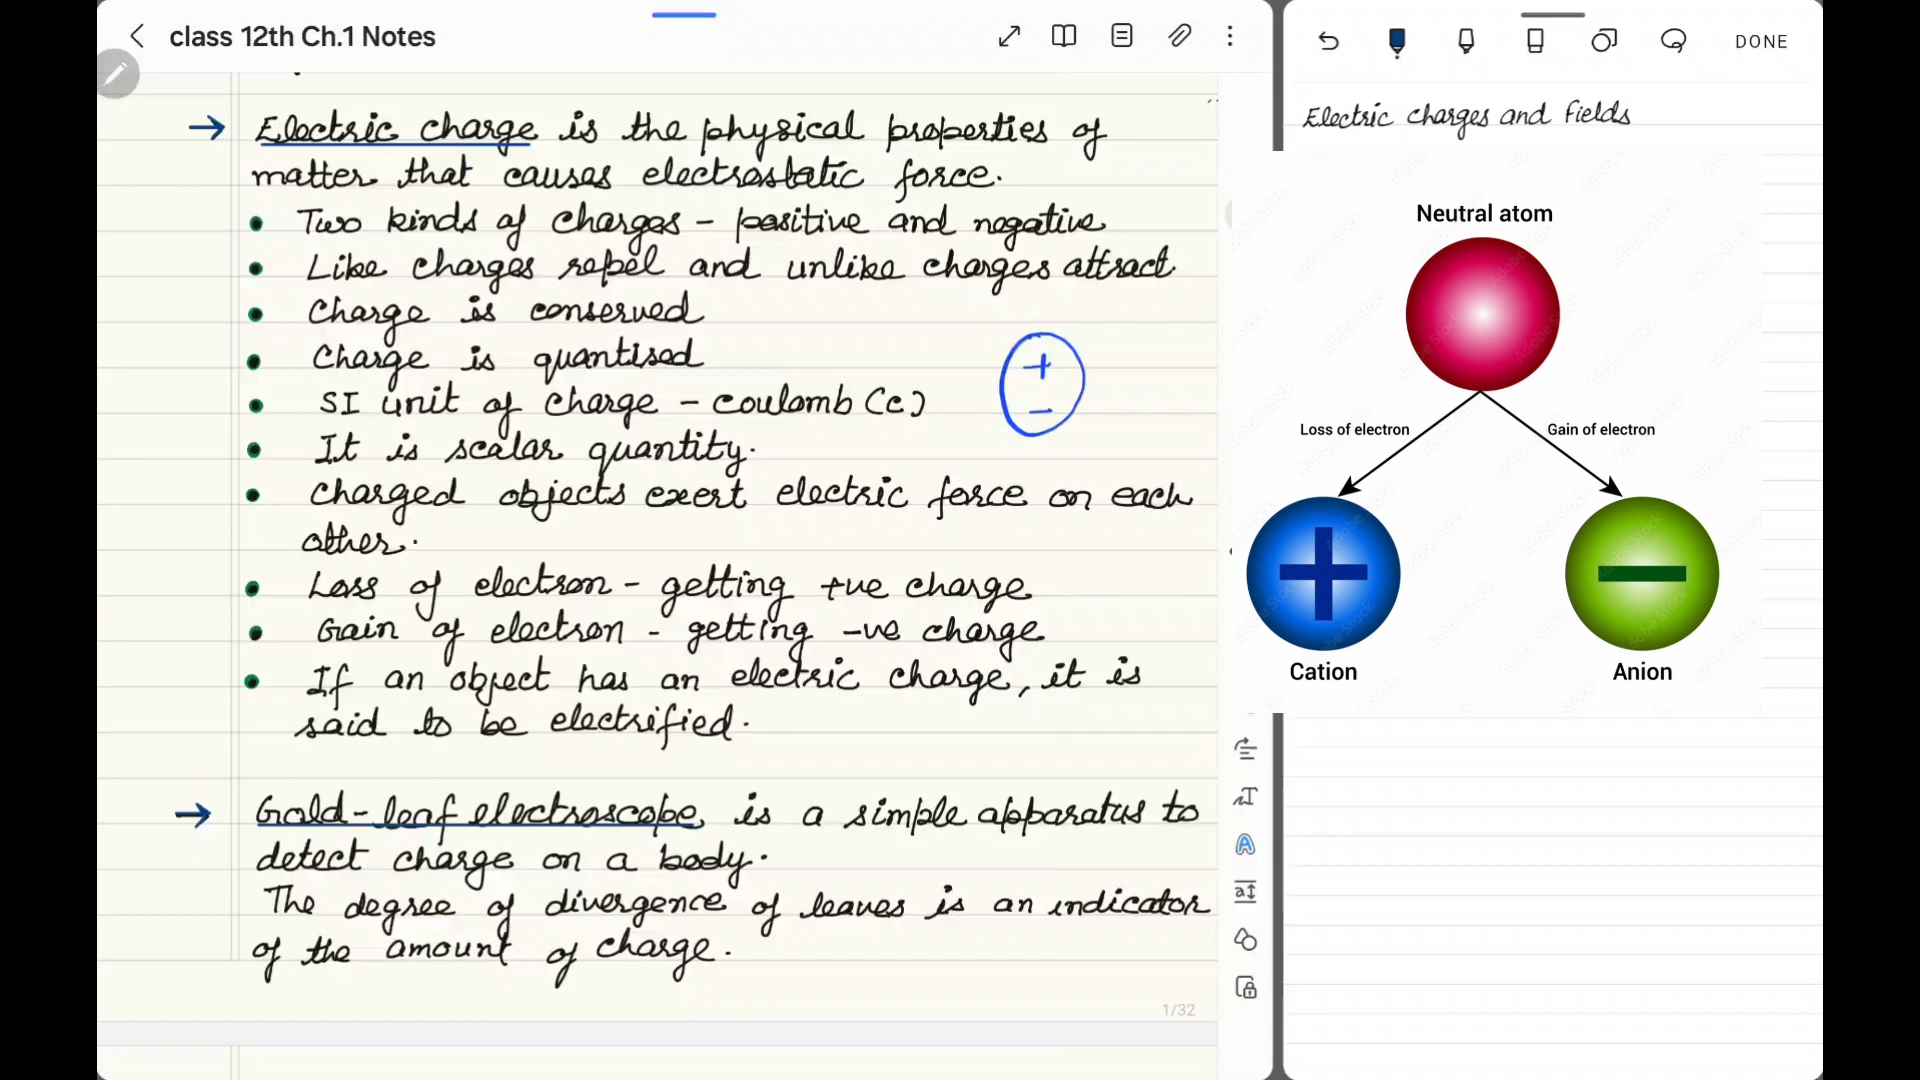 class 12th Ch.1 Notes
→ Electric charge is the physical properties of
matter that causes electrostatic force.
• Two kinds of charges - positive and negative
• Like charges repel and unlike charges attract.
• Charge is conserved
• Charge is quantised
• SI unit of charge - coulomb (c)
• It is scalar quantity.
• Charged objects exert electric force on each
other.
• Loss of electron - getting +ve charge
• Gain of electron - getting -ve charge
• If an object has an electric charge, it is
said to be electrified.
→ Gold-leaf electroscope is a simple apparatus to
detect charge on a body.
The degree of divergence of leaves is an indicator
of the amount of charge.
+
-
1/32
DONE
Electric charges and Fields
Neutral atom
Loss of electron
Gain of electron
+
-
Cation
Anion